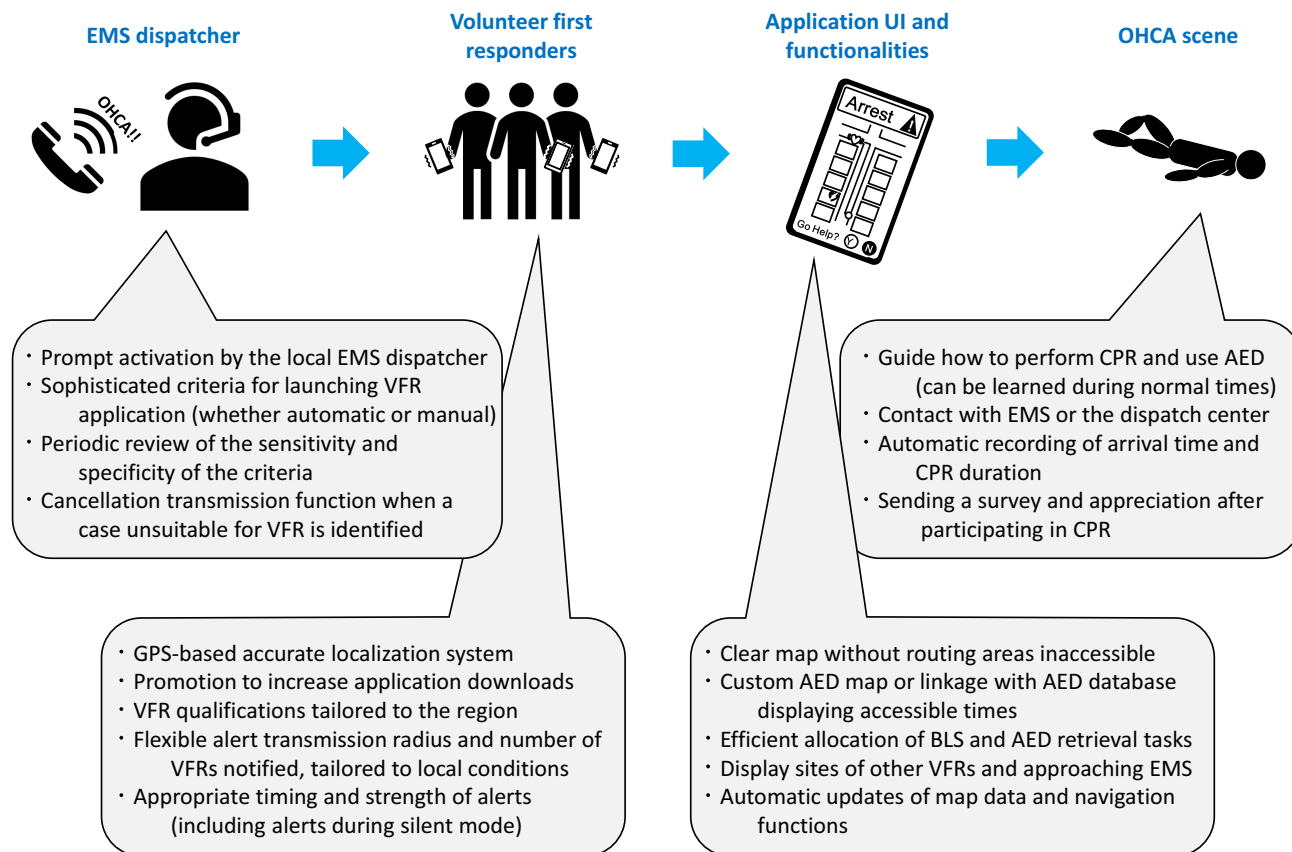 EMS dispatcher
Volunteer first
responders
Application UI and
functionalities
OHCA scene
OHCA!!
Arrest
Go Help? Y N
・Prompt activation by the local EMS dispatcher
・Sophisticated criteria for launching VFR
application (whether automatic or manual)
・Periodic review of the sensitivity and
specificity of the criteria
・Cancellation transmission function when a
case unsuitable for VFR is identified
・Guide how to perform CPR and use AED
(can be learned during normal times)
・Contact with EMS or the dispatch center
・Automatic recording of arrival time and
CPR duration
・Sending a survey and appreciation after
participating in CPR
・GPS-based accurate localization system
・Promotion to increase application downloads
・VFR qualifications tailored to the region
・Flexible alert transmission radius and number of
VFRs notified, tailored to local conditions
・Appropriate timing and strength of alerts
(including alerts during silent mode)
・Clear map without routing areas inaccessible
・Custom AED map or linkage with AED database
displaying accessible times
・Efficient allocation of BLS and AED retrieval tasks
・Display sites of other VFRs and approaching EMS
・Automatic updates of map data and navigation
functions